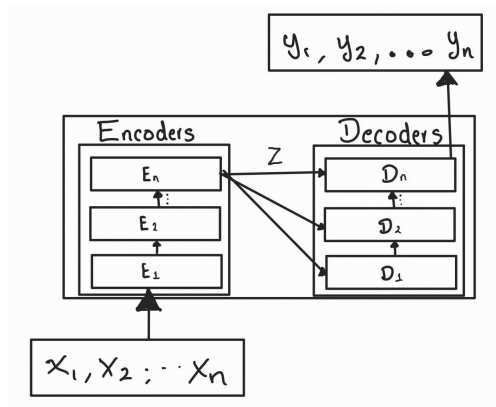 y₁, y₂, ... yₙ
Encoders
Decoders
Z
Eₙ
Dₙ
E₂
D₂
E₁
D₁
x₁, x₂, ... xₙ